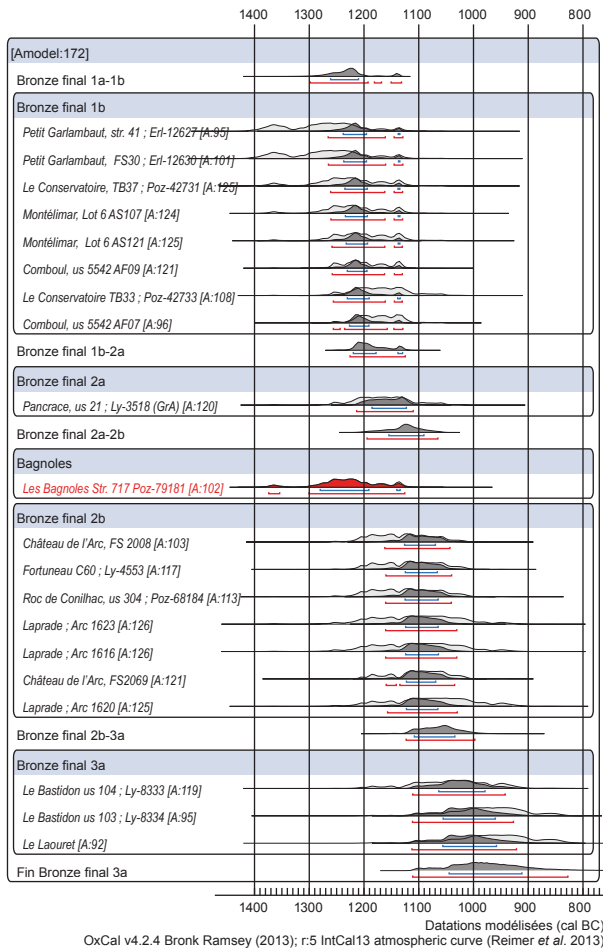 1400 1300 1200 1100 1000 900 800
[Amodel:172]
Bronze final 1a-1b
Bronze final 1b
Petit Garlambaut, str. 41 ; Erl-12627 [A:95]
Petit Garlambaut, FS30 ; Erl-12630 [A:101]
Le Conservatoire, TB37 ; Poz-42731 [A:125]
Montélimar, Lot 6 AS107 [A:124]
Montélimar, Lot 6 AS121 [A:125]
Comboul, us 5542 AF09 [A:121]
Le Conservatoire TB33 ; Poz-42733 [A:108]
Comboul, us 5542 AF07 [A:96]
Bronze final 1b-2a
Bronze final 2a
Pancrace, us 21 ; Ly-3518 (GrA) [A:120]
Bronze final 2a-2b
Bagnoles
Les Bagnoles Str. 717 Poz-79181 [A:102]
Bronze final 2b
Château de l'Arc, FS 2008 [A:103]
Fortuneau C60 ; Ly-4553 [A:117]
Roc de Conilhac, us 304 ; Poz-68184 [A:113]
Laprade ; Arc 1623 [A:126]
Laprade ; Arc 1616 [A:126]
Château de l'Arc, FS2069 [A:121]
Laprade ; Arc 1620 [A:125]
Bronze final 2b-3a
Bronze final 3a
Le Bastidon us 104 ; Ly-8333 [A:119]
Le Bastidon us 103 ; Ly-8334 [A:95]
Le Laouret [A:92]
Fin Bronze final 3a
1400 1300 1200 1100 1000 900 800
Datations modélisées (cal BC)
OxCal v4.2.4 Bronk Ramsey (2013); r:5 IntCal13 atmospheric curve (Reimer et al. 2013)